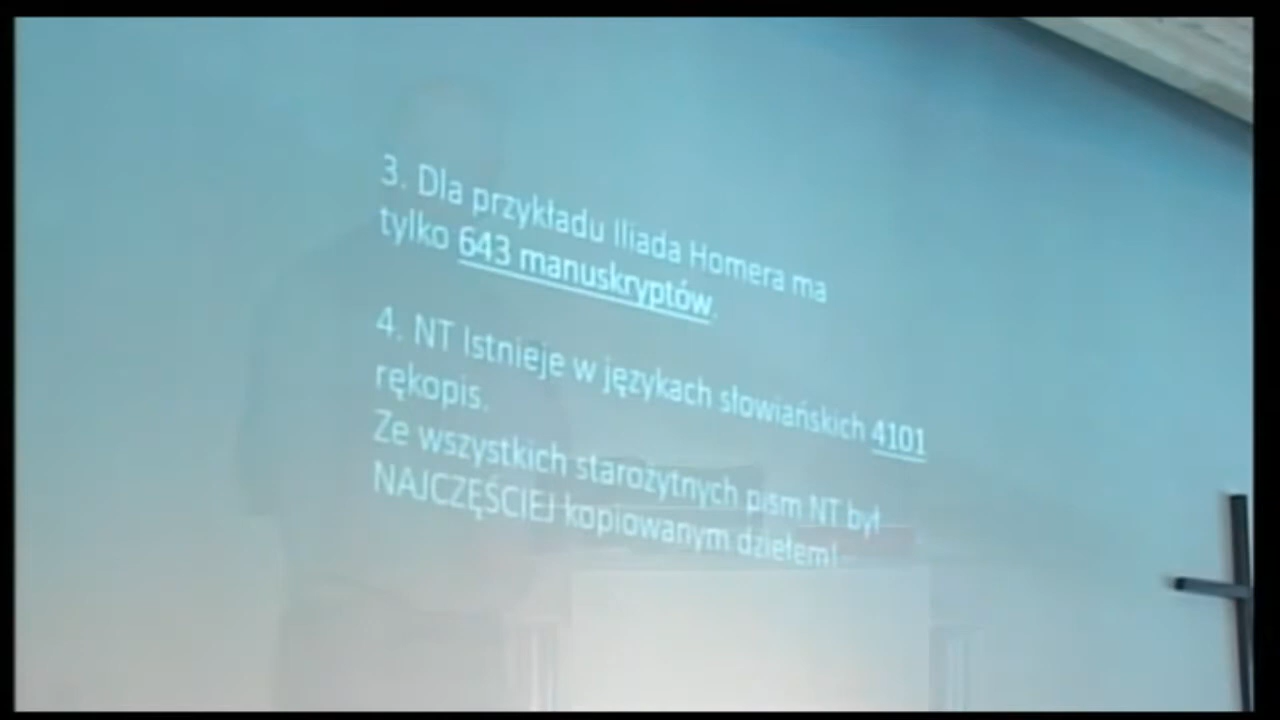 3. Dla przykładu Iliada Homera ma
tylko 643 manuskryptów.
4. NT Istnieje w językach słowiańskich 4101
rękopis.
Ze wszystkich starożytnych pism NT był
NAJCZĘŚCIEJ kopiowanym dziełem!